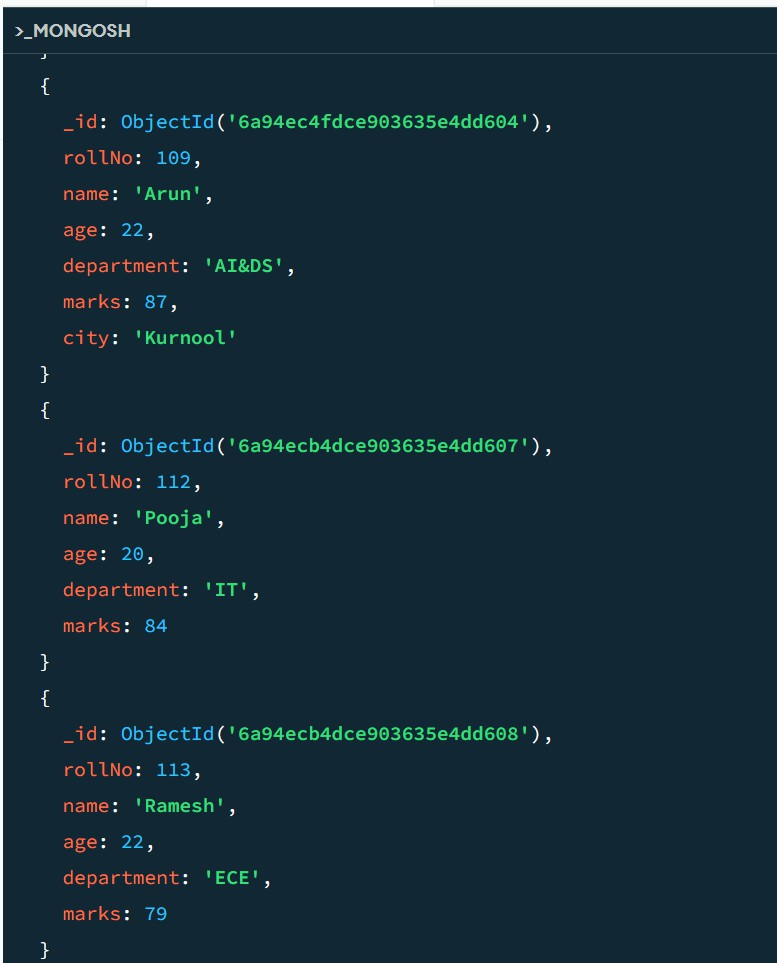 >_MONGOSH
}
{
_id: ObjectId('6a94ec4fdce903635e4dd604'),
rollNo: 109,
name: 'Arun',
age: 22,
department: 'AI&DS',
marks: 87,
city: 'Kurnool'
}
{
_id: ObjectId('6a94ecb4dce903635e4dd607'),
rollNo: 112,
name: 'Pooja',
age: 20,
department: 'IT',
marks: 84
}
{
_id: ObjectId('6a94ecb4dce903635e4dd608'),
rollNo: 113,
name: 'Ramesh',
age: 22,
department: 'ECE',
marks: 79
}